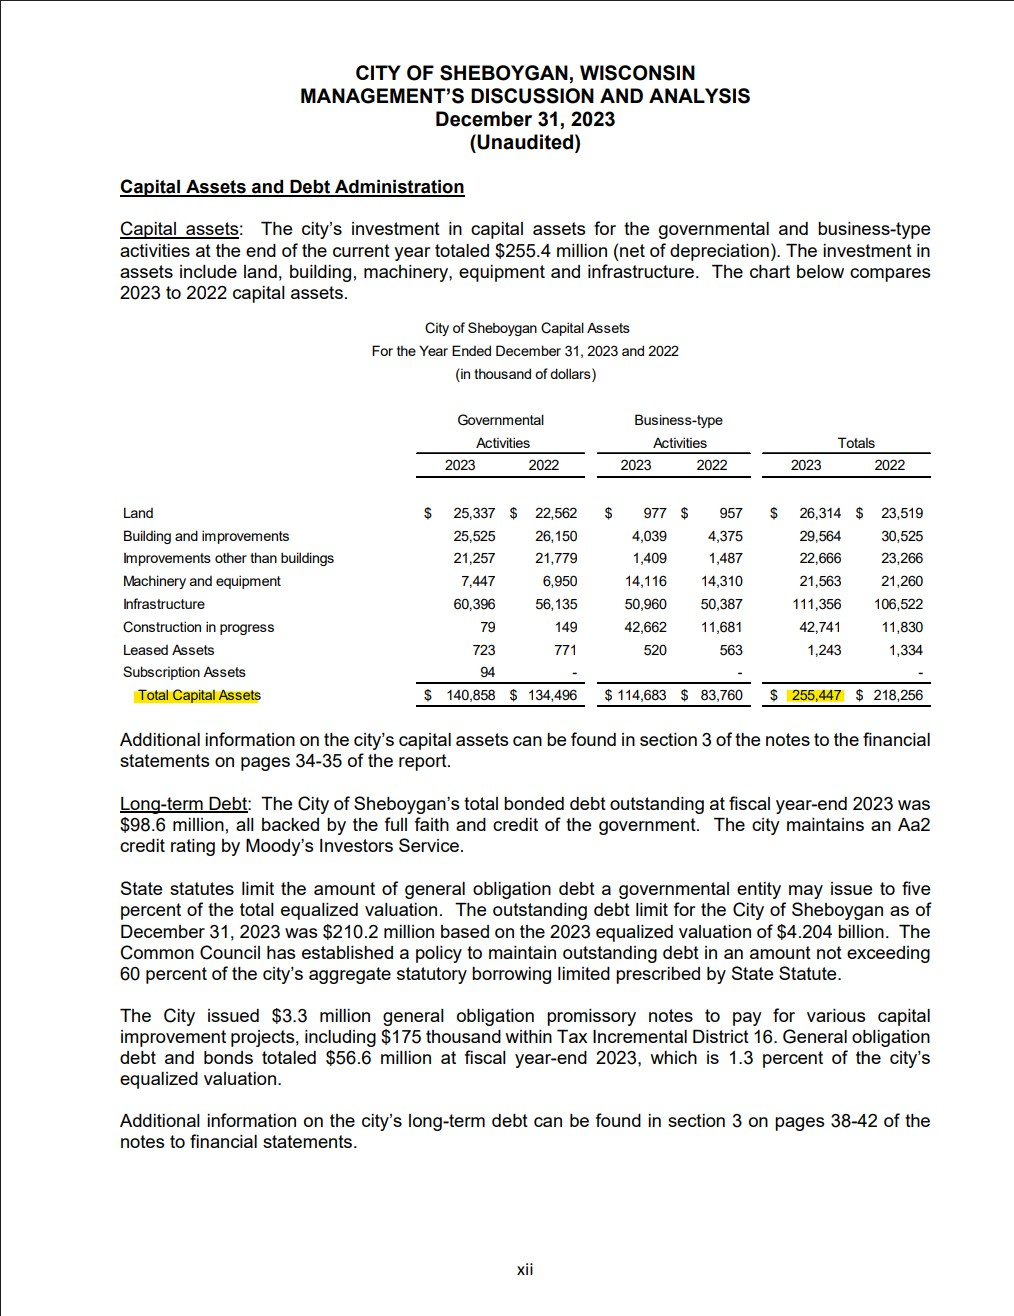 CITY OF SHEBOYGAN, WISCONSIN
MANAGEMENT’S DISCUSSION AND ANALYSIS
December 31, 2023
(Unaudited)
Capital Assets and Debt Administration
Capital assets: The city’s investment in capital assets for the governmental and business-type
activities at the end of the current year totaled $255.4 million (net of depreciation). The investment in
assets include land, building, machinery, equipment and infrastructure. The chart below compares
2023 to 2022 capital assets.
City of Sheboygan Capital Assets
For the Year Ended December 31, 2023 and 2022
(in thousand of dollars)
Governmental Business-type
Activities Activities Totals
2023 2022 2023 2022 2023 2022
Land $ 25,337 $ 22,562 $ 977 $ 957 $ 26,314 $ 23,519
Building and improvements 25,525 26,150 4,039 4,375 29,564 30,525
Improvements other than buildings 21,257 21,779 1,409 1,487 22,666 23,266
Machinery and equipment 7,447 6,950 14,116 14,310 21,563 21,260
Infrastructure 60,396 56,135 50,960 50,387 111,356 106,522
Construction in progress 79 149 42,662 11,681 42,741 11,830
Leased Assets 723 771 520 563 1,243 1,334
Subscription Assets 94 - - -
Total Capital Assets $ 140,858 $ 134,496 $ 114,683 $ 83,760 $ 255,447 $ 218,256
Additional information on the city’s capital assets can be found in section 3 of the notes to the financial
statements on pages 34-35 of the report.
Long-term Debt: The City of Sheboygan’s total bonded debt outstanding at fiscal year-end 2023 was
$98.6 million, all backed by the full faith and credit of the government. The city maintains an Aa2
credit rating by Moody’s Investors Service.
State statutes limit the amount of general obligation debt a governmental entity may issue to five
percent of the total equalized valuation. The outstanding debt limit for the City of Sheboygan as of
December 31, 2023 was $210.2 million based on the 2023 equalized valuation of $4.204 billion. The
Common Council has established a policy to maintain outstanding debt in an amount not exceeding
60 percent of the city’s aggregate statutory borrowing limited prescribed by State Statute.
The City issued $3.3 million general obligation promissory notes to pay for various capital
improvement projects, including $175 thousand within Tax Incremental District 16. General obligation
debt and bonds totaled $56.6 million at fiscal year-end 2023, which is 1.3 percent of the city’s
equalized valuation.
Additional information on the city’s long-term debt can be found in section 3 on pages 38-42 of the
notes to financial statements.
xii